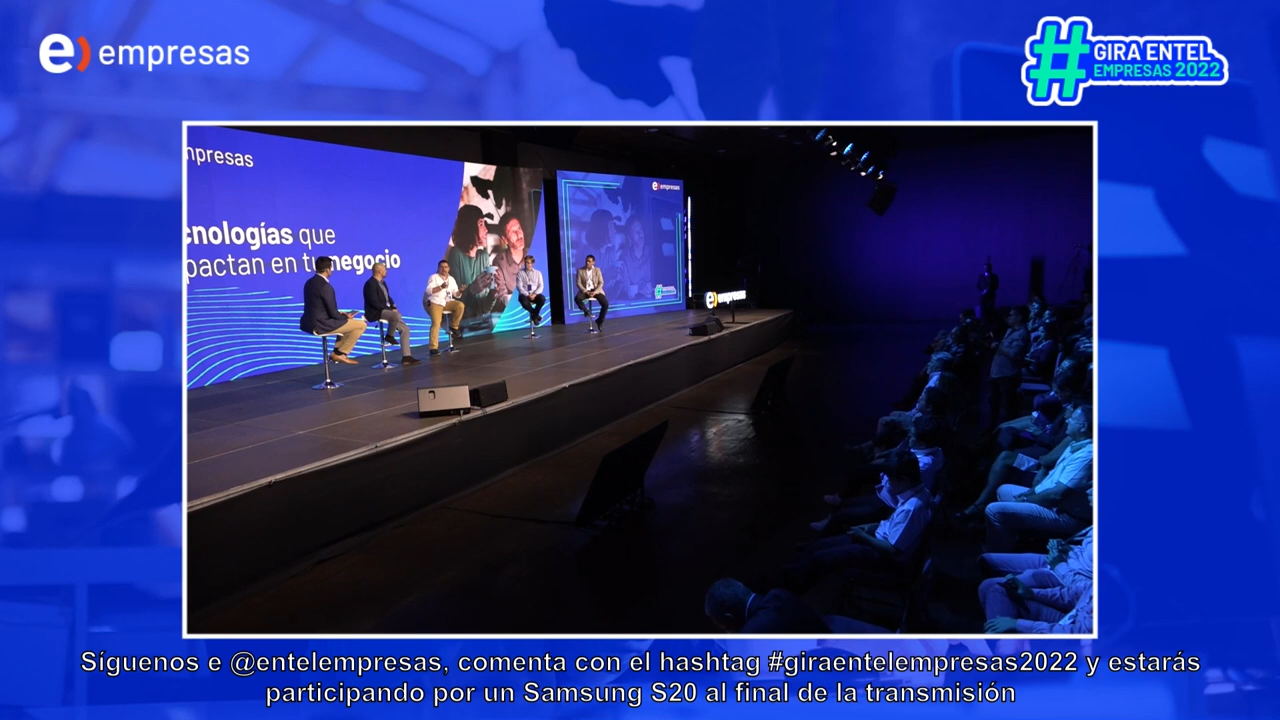 e) empresas
# GIRA ENTEL
EMPRESAS 2022
mpresas
cnologías que
pactan en tu negocio
e) empresas
e) empresas
Síguenos e @entelempresas, comenta con el hashtag #giraentelempresas2022 y estarás
participando por un Samsung S20 al final de la transmisión